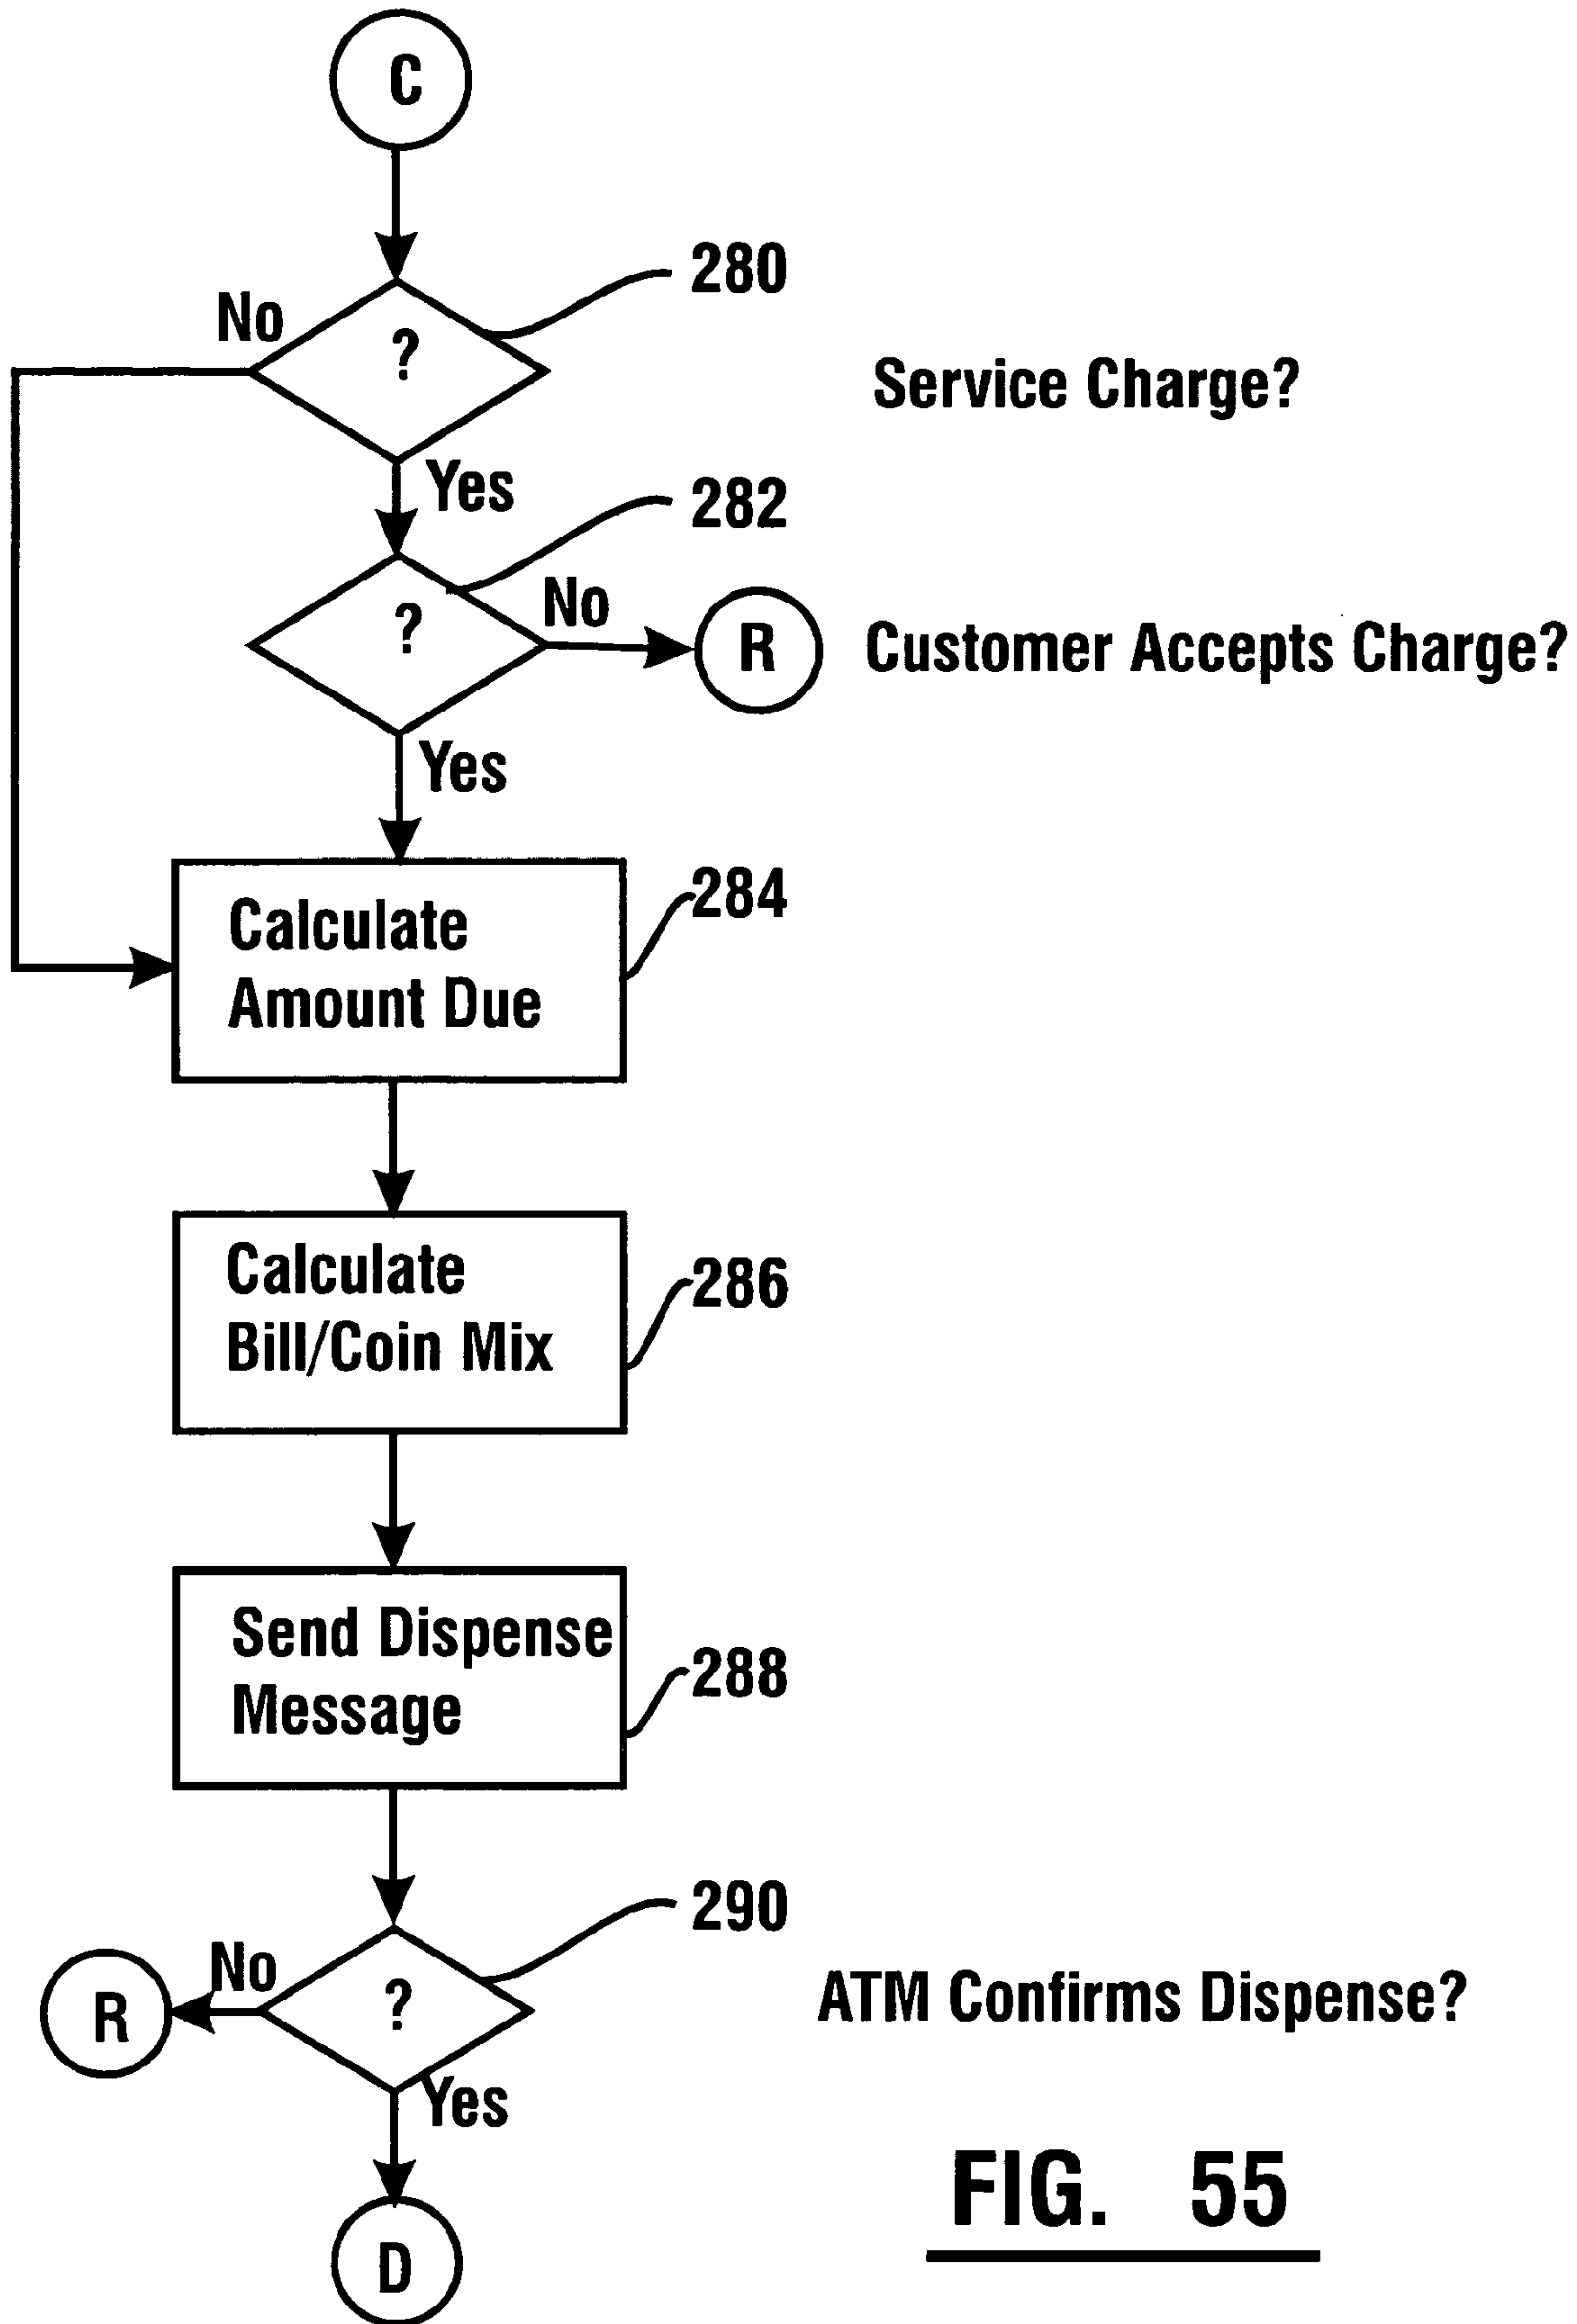 C
280
No
?
Service Charge?
Yes
282
No
?
R
Customer Accepts Charge?
Yes
284
Calculate
Amount Due
Calculate
Bill/Coin Mix
286
Send Dispense
Message
288
290
No
R
?
ATM Confirms Dispense?
Yes
D
FIG. 55